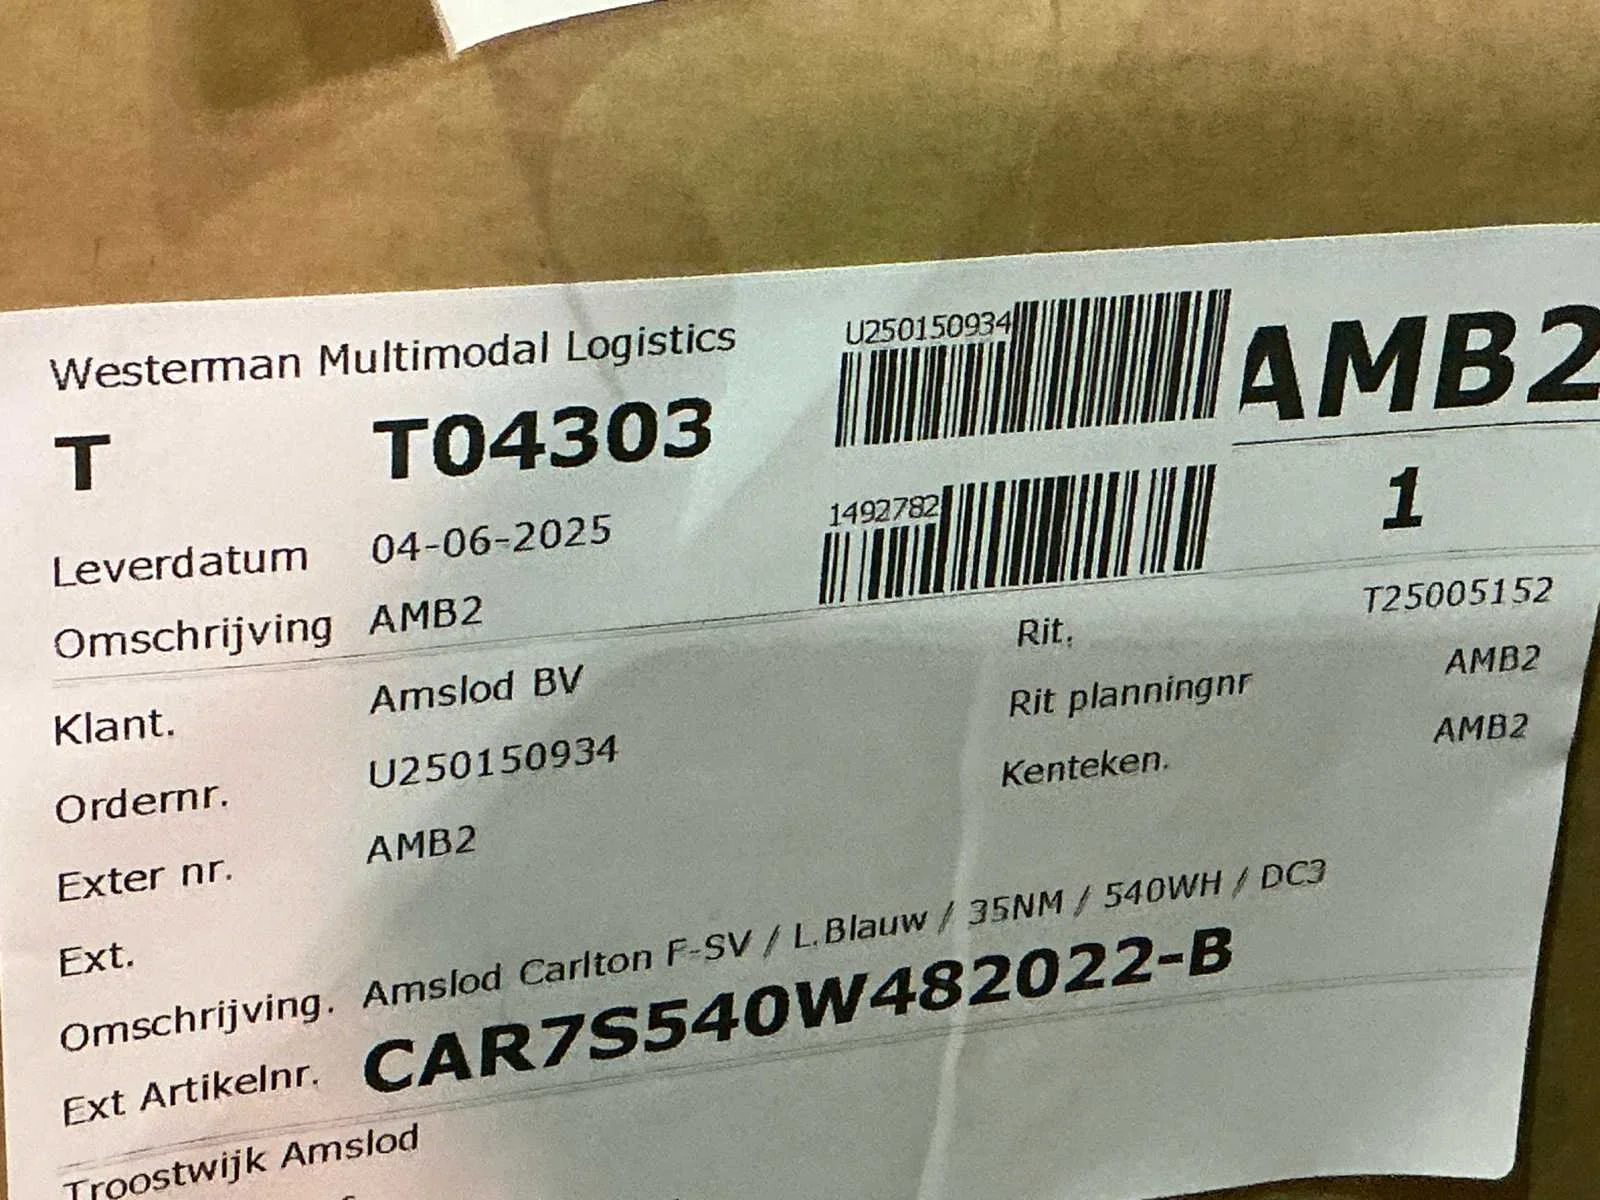 Westerman Multimodal Logistics
T T04303
U250150934
AMB2
1492782
1
Leverdatum 04-06-2025
Omschrijving AMB2
Klant. Amslod BV
Ordernr. U250150934
Exter nr. AMB2
Ext.
Rit. T25005152
Rit planningnr AMB2
Kenteken. AMB2
Omschrijving. Amslod Carlton F-SV / L.Blauw / 35NM / 540WH / DC3
Ext Artikelnr. CAR7S540W482022-B
Troostwijk Amslod